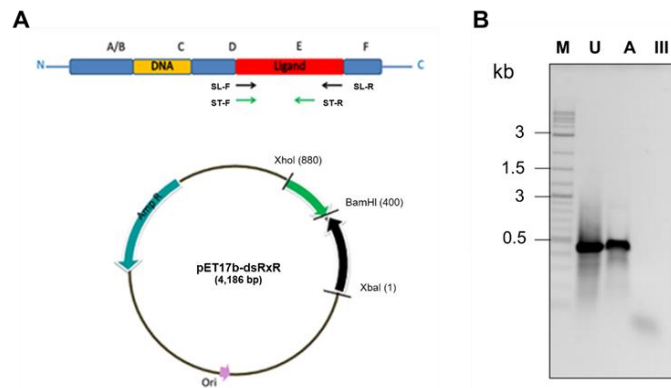 A
A/B C D E F
N DNA Ligand C
SL-F SL-R
ST-F ST-R
XhoI (880)
Amp R
BamHI (400)
pET17b-dsRxR
(4,186 bp)
XbaI (1)
Ori
B
M U A III
kb
3
1.5
3
0.5